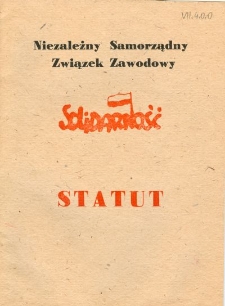 VII.4.0.0
Niezależny Samorządny
Związek Zawodowy
Solidarność
STATUT